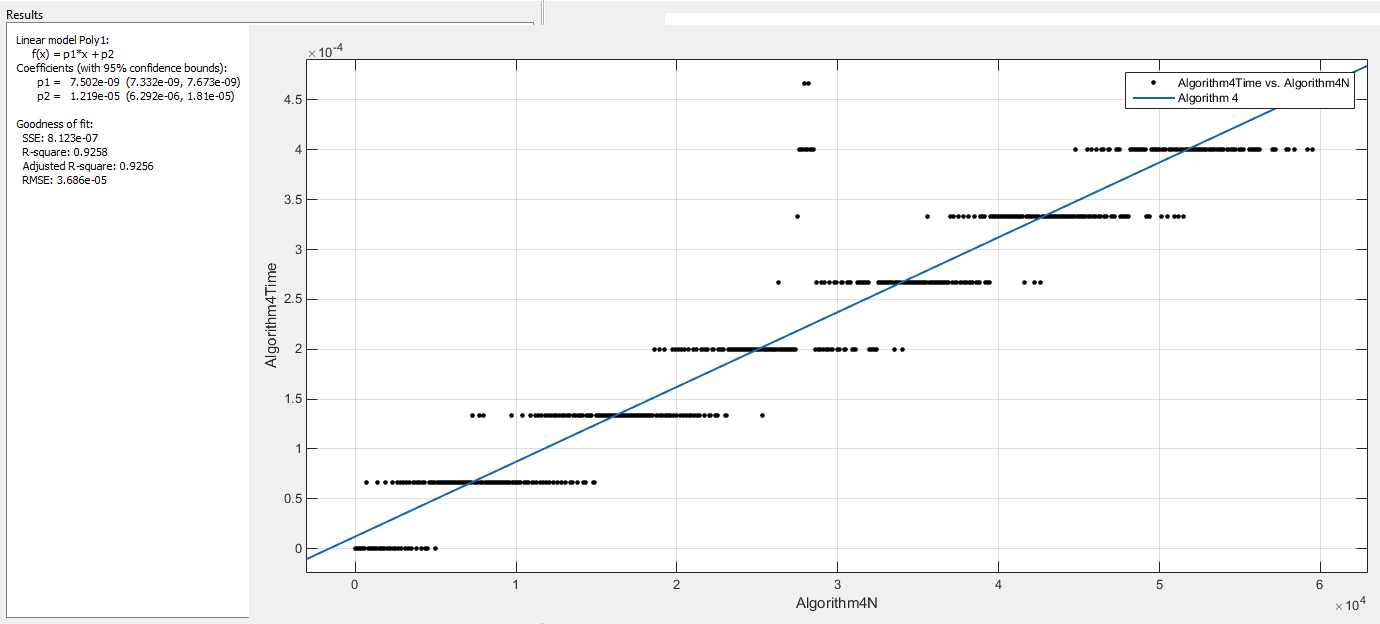 Results
Linear model Poly1:
f(x) = p1*x + p2
Coefficients (with 95% confidence bounds):
p1 = 7.502e-09 (7.332e-09, 7.673e-09)
p2 = 1.219e-05 (6.292e-06, 1.81e-05)
Goodness of fit:
SSE: 8.123e-07
R-square: 0.9258
Adjusted R-square: 0.9256
RMSE: 3.686e-05
×10⁻⁴
Algorithm4Time vs. Algorithm4N
Algorithm 4
4.5
4
3.5
3
2.5
2
1.5
1
0.5
0
Algorithm4Time
0 1 2 3 4 5 6
Algorithm4N
×10⁴